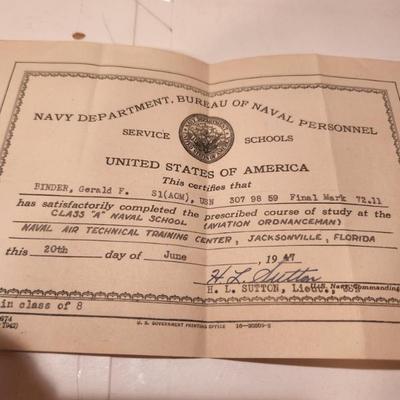 NAVY DEPARTMENT, BUREAU OF NAVAL PERSONNEL
SERVICE SCHOOLS
UNITED STATES OF AMERICA
This certifies that
BINDER, Gerald F. S1(AOM), USN 307 98 59 Final Mark 72.11
has satisfactorily completed the prescribed course of study at the
CLASS "A" NAVAL SCHOOL (AVIATION ORDNANCEMAN)
NAVAL AIR TECHNICAL TRAINING CENTER, JACKSONVILLE, FLORIDA
this 20th day of June, 1947
H. L. Sutton
H. L. SUTTON, Lieut., USN Commanding
in class of 8
U. S. GOVERNMENT PRINTING OFFICE